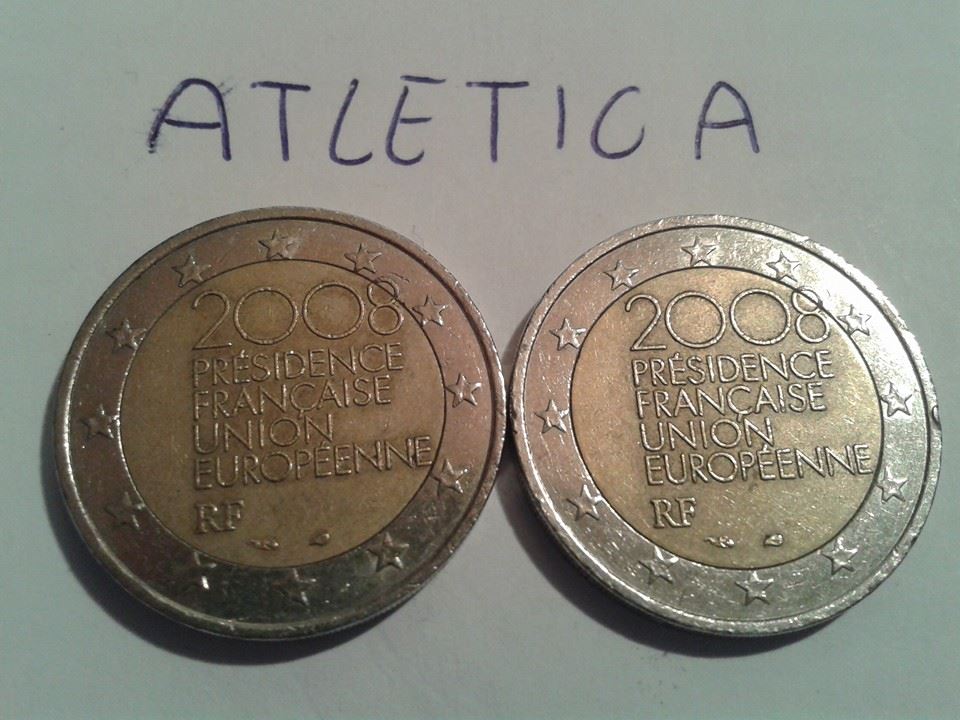 ATLETICA
2008
PRÉSIDENCE
FRANÇAISE
UNION
EUROPÉENNE
RF
2008
PRÉSIDENCE
FRANÇAISE
UNION
EUROPÉENNE
RF